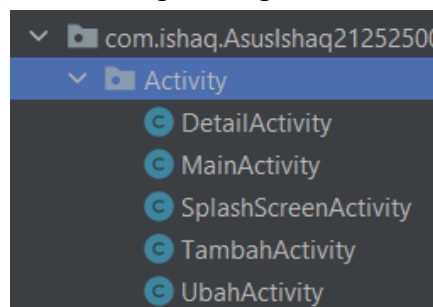 com.ishaq.AsusIshaq21252500
Activity
DetailActivity
MainActivity
SplashScreenActivity
TambahActivity
UbahActivity